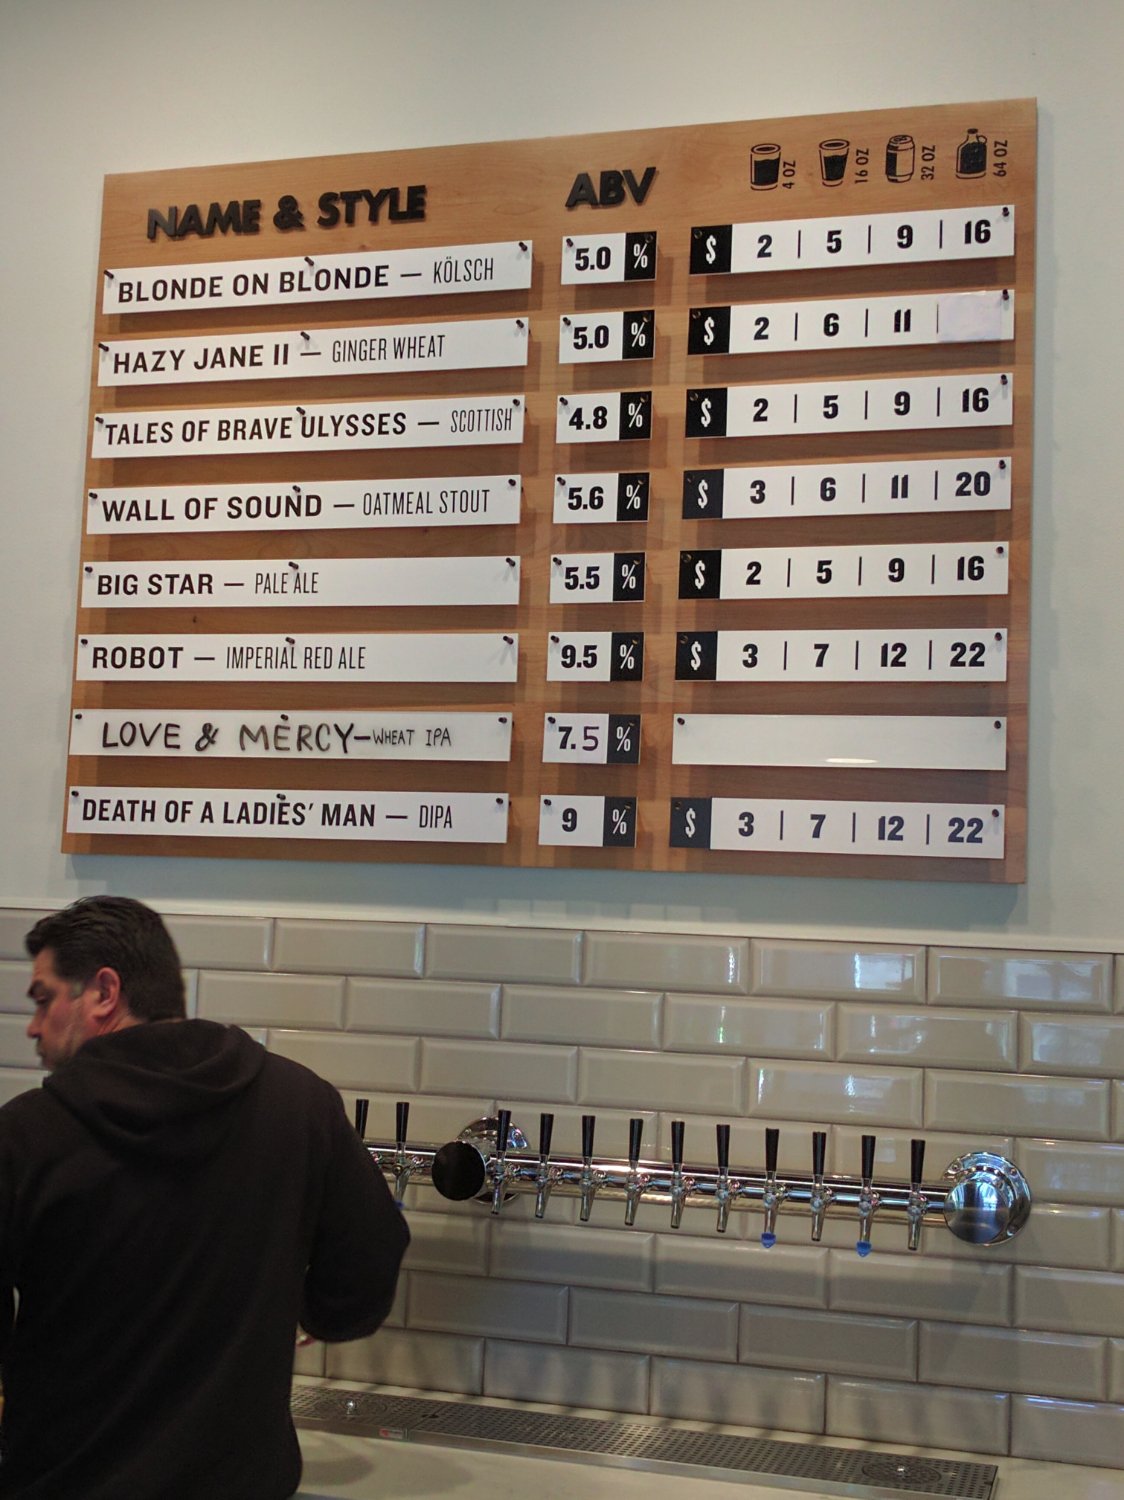 NAME & STYLE ABV 4 OZ 16 OZ 32 OZ 64 OZ
BLONDE ON BLONDE — KÖLSCH 5.0 % $ 2 | 5 | 9 | 16
HAZY JANE II — GINGER WHEAT 5.0 % $ 2 | 6 | 11 |
TALES OF BRAVE ULYSSES — SCOTTISH 4.8 % $ 2 | 5 | 9 | 16
WALL OF SOUND — OATMEAL STOUT 5.6 % $ 3 | 6 | 11 | 20
BIG STAR — PALE ALE 5.5 % $ 2 | 5 | 9 | 16
ROBOT — IMPERIAL RED ALE 9.5 % $ 3 | 7 | 12 | 22
LOVE & MERCY — WHEAT IPA 7.5 %
DEATH OF A LADIES' MAN — DIPA 9 % $ 3 | 7 | 12 | 22